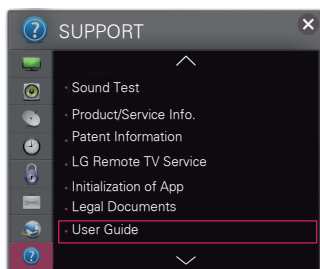 SUPPORT
• Sound Test
• Product/Service Info.
• Patent Information
• LG Remote TV Service
• Initialization of App
• Legal Documents
• User Guide